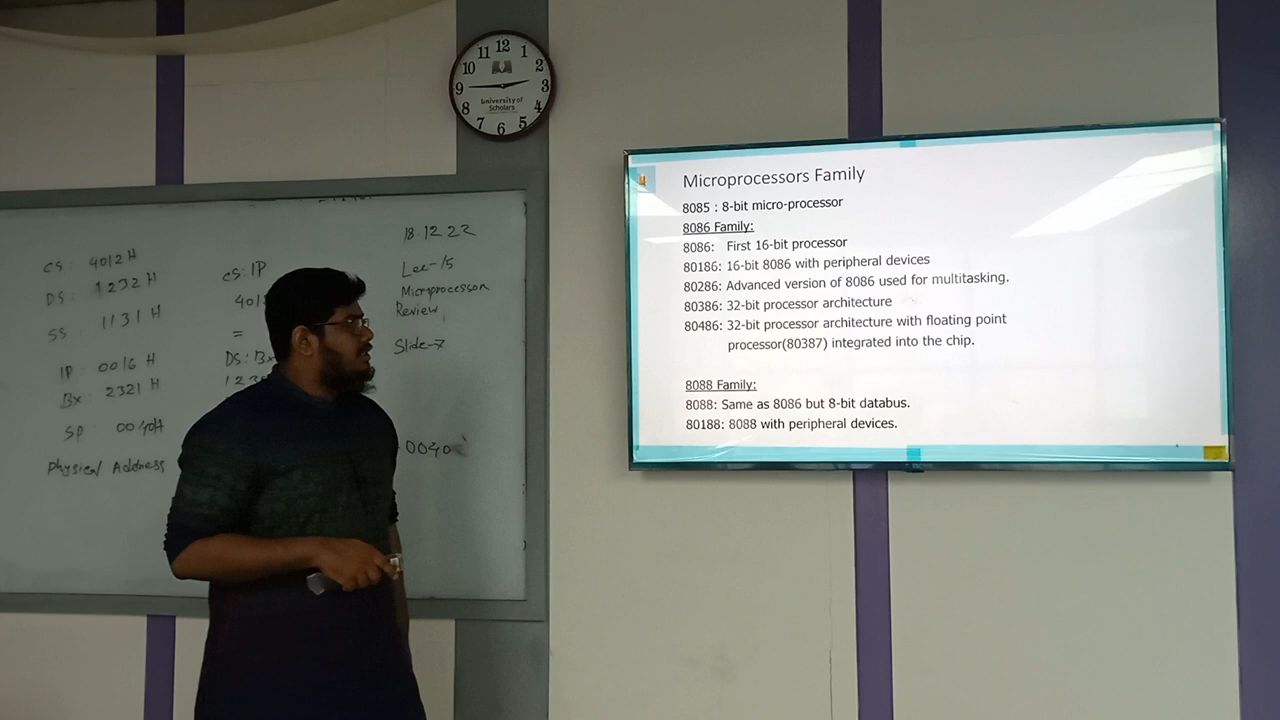 12
11 1
10 2
9 3
University of
Scholars
8 4
7 5
6
CS: 4012 H
DS: 1232 H
SS: 1131 H
IP: 0016 H
Bx: 2321 H
SP: 0040H
Physical Address
CS: IP
401
=
DS: Bx
123
18 12 22
Lec-15
Microprocessor
Review
Slide-7
0040
Microprocessors Family
8085 : 8-bit micro-processor
8086 Family:
8086: First 16-bit processor
80186: 16-bit 8086 with peripheral devices
80286: Advanced version of 8086 used for multitasking.
80386: 32-bit processor architecture
80486: 32-bit processor architecture with floating point
processor(80387) integrated into the chip.
8088 Family:
8088: Same as 8086 but 8-bit databus.
80188: 8088 with peripheral devices.